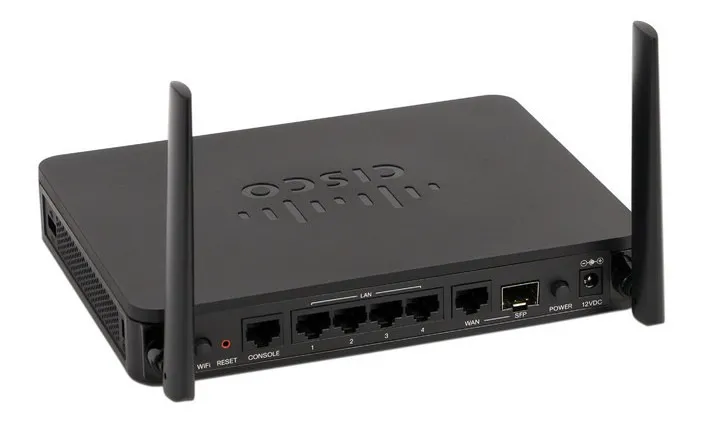 CISCO
LAN
WiFi RESET CONSOLE 1 2 3 4 WAN SFP POWER 12VDC